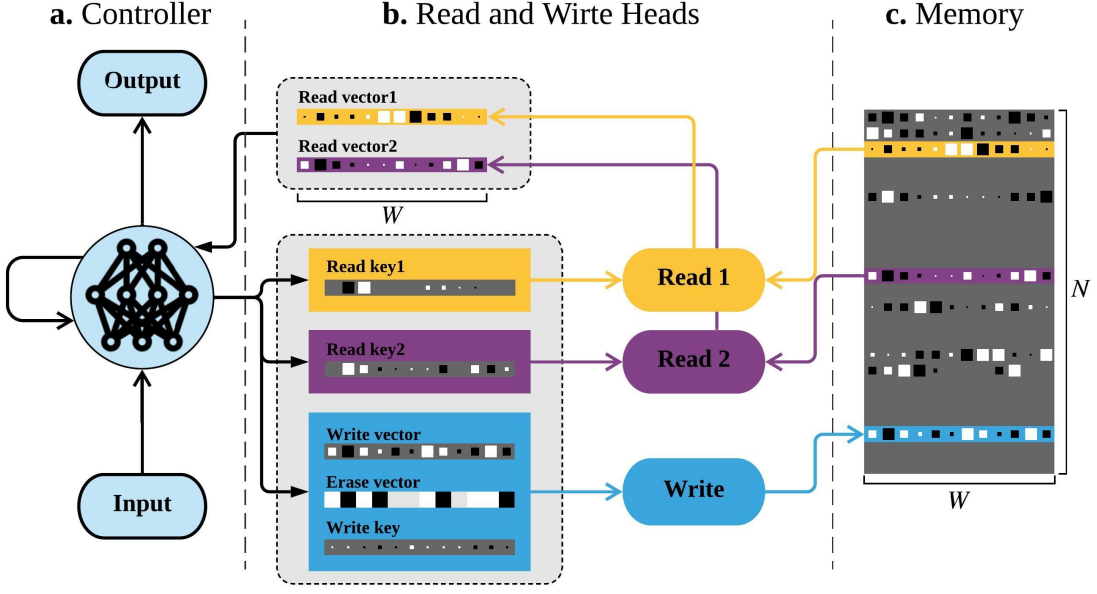 a. Controller
b. Read and Wirte Heads
c. Memory
Output
Input
Read vector1
Read vector2
W
Read key1
Read key2
Write vector
Erase vector
Write key
Read 1
Read 2
Write
N
W